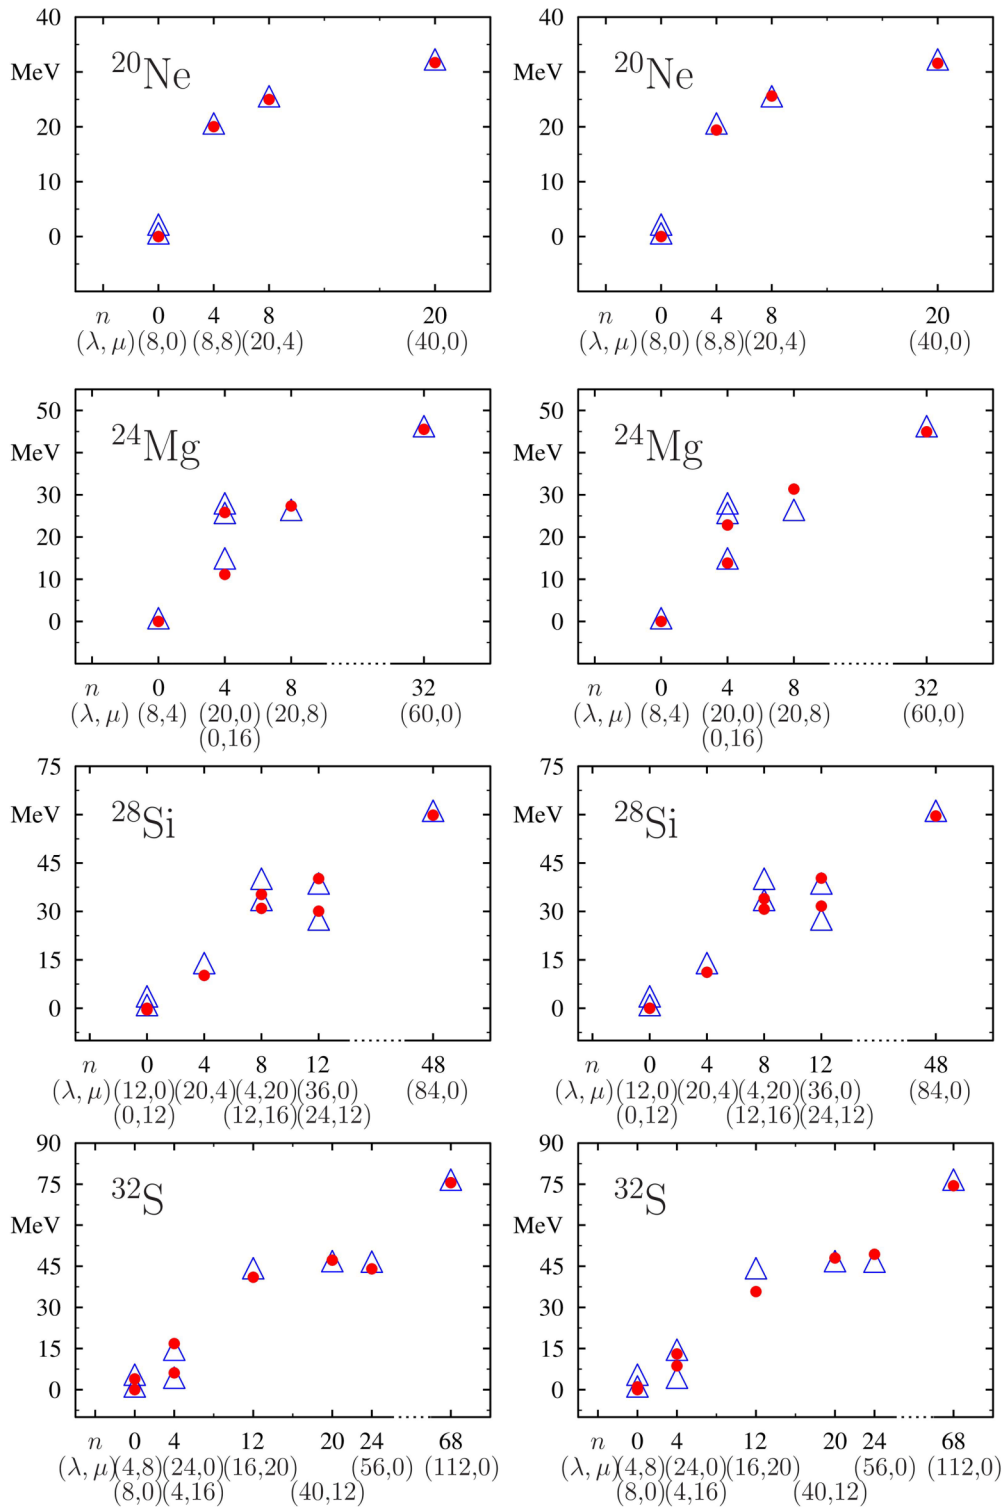 40 40
MeV ²⁰Ne MeV ²⁰Ne
20 20
10 10
0 0
n 0 4 8 20 n 0 4 8 20
(λ, μ)(8,0) (8,8)(20,4) (40,0) (λ, μ)(8,0) (8,8)(20,4) (40,0)
50 50
MeV ²⁴Mg MeV ²⁴Mg
30 30
20 20
10 10
0 0
n 0 4 8 32 n 0 4 8 32
(λ, μ) (8,4) (20,0) (20,8) (60,0) (λ, μ) (8,4) (20,0) (20,8) (60,0)
(0,16) (0,16)
75 75
MeV ²⁸Si MeV ²⁸Si
45 45
30 30
15 15
0 0
n 0 4 8 12 48 n 0 4 8 12 48
(λ, μ)(12,0)(20,4)(4,20)(36,0) (84,0) (λ, μ)(12,0)(20,4)(4,20)(36,0) (84,0)
(0,12) (12,16)(24,12) (0,12) (12,16)(24,12)
90 90
75 ³²S 75 ³²S
MeV MeV
45 45
30 30
15 15
0 0
n 0 4 12 20 24 68 n 0 4 12 20 24 68
(λ, μ)(4,8)(24,0)(16,20) (56,0) (112,0) (λ, μ)(4,8)(24,0)(16,20) (56,0) (112,0)
(8,0)(4,16) (40,12) (8,0)(4,16) (40,12)